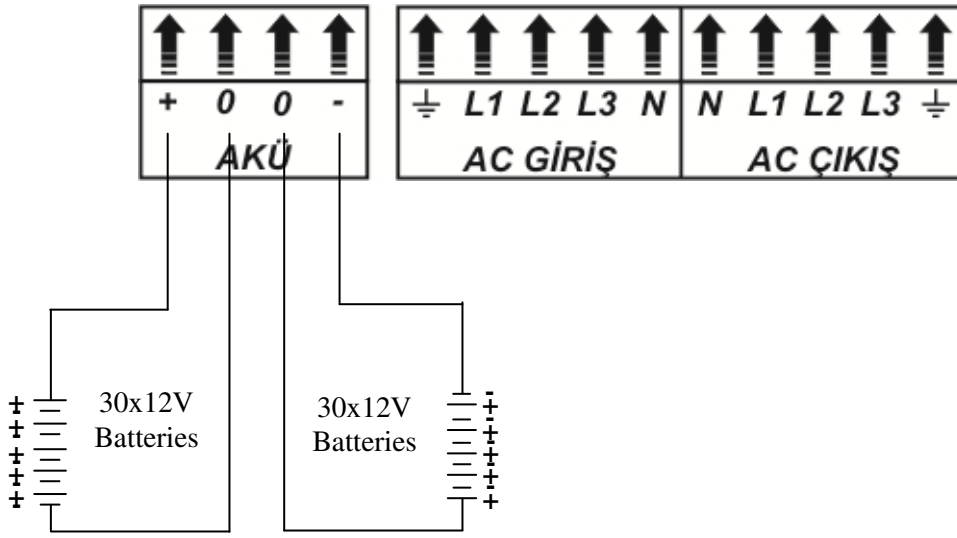 + 0 0 -
AKÜ
L1 L2 L3 N
AC GİRİŞ
N L1 L2 L3
AC ÇIKIŞ
30x12V
Batteries
30x12V
Batteries